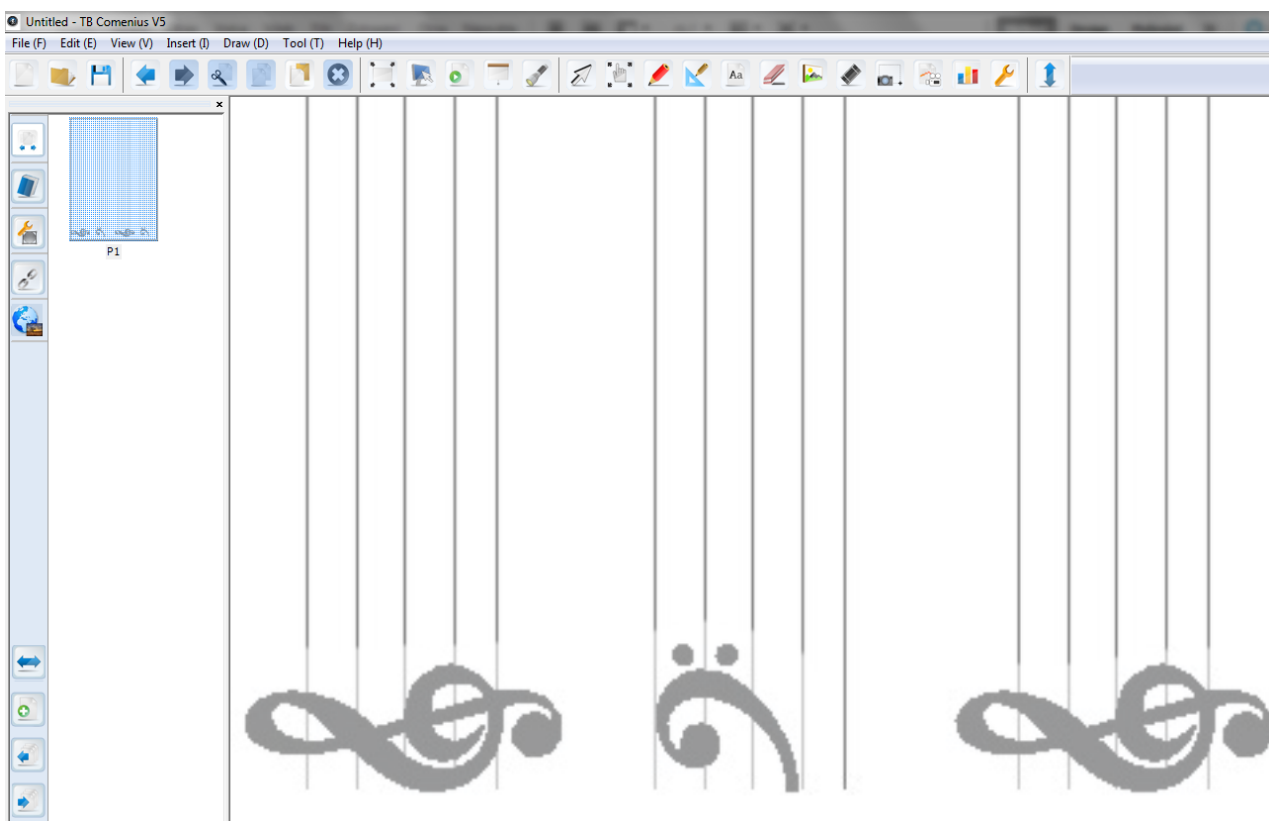 Untitled - TB Comenius V5
File (F) Edit (E) View (V) Insert (I) Draw (D) Tool (T) Help (H)
Aa
x
P1